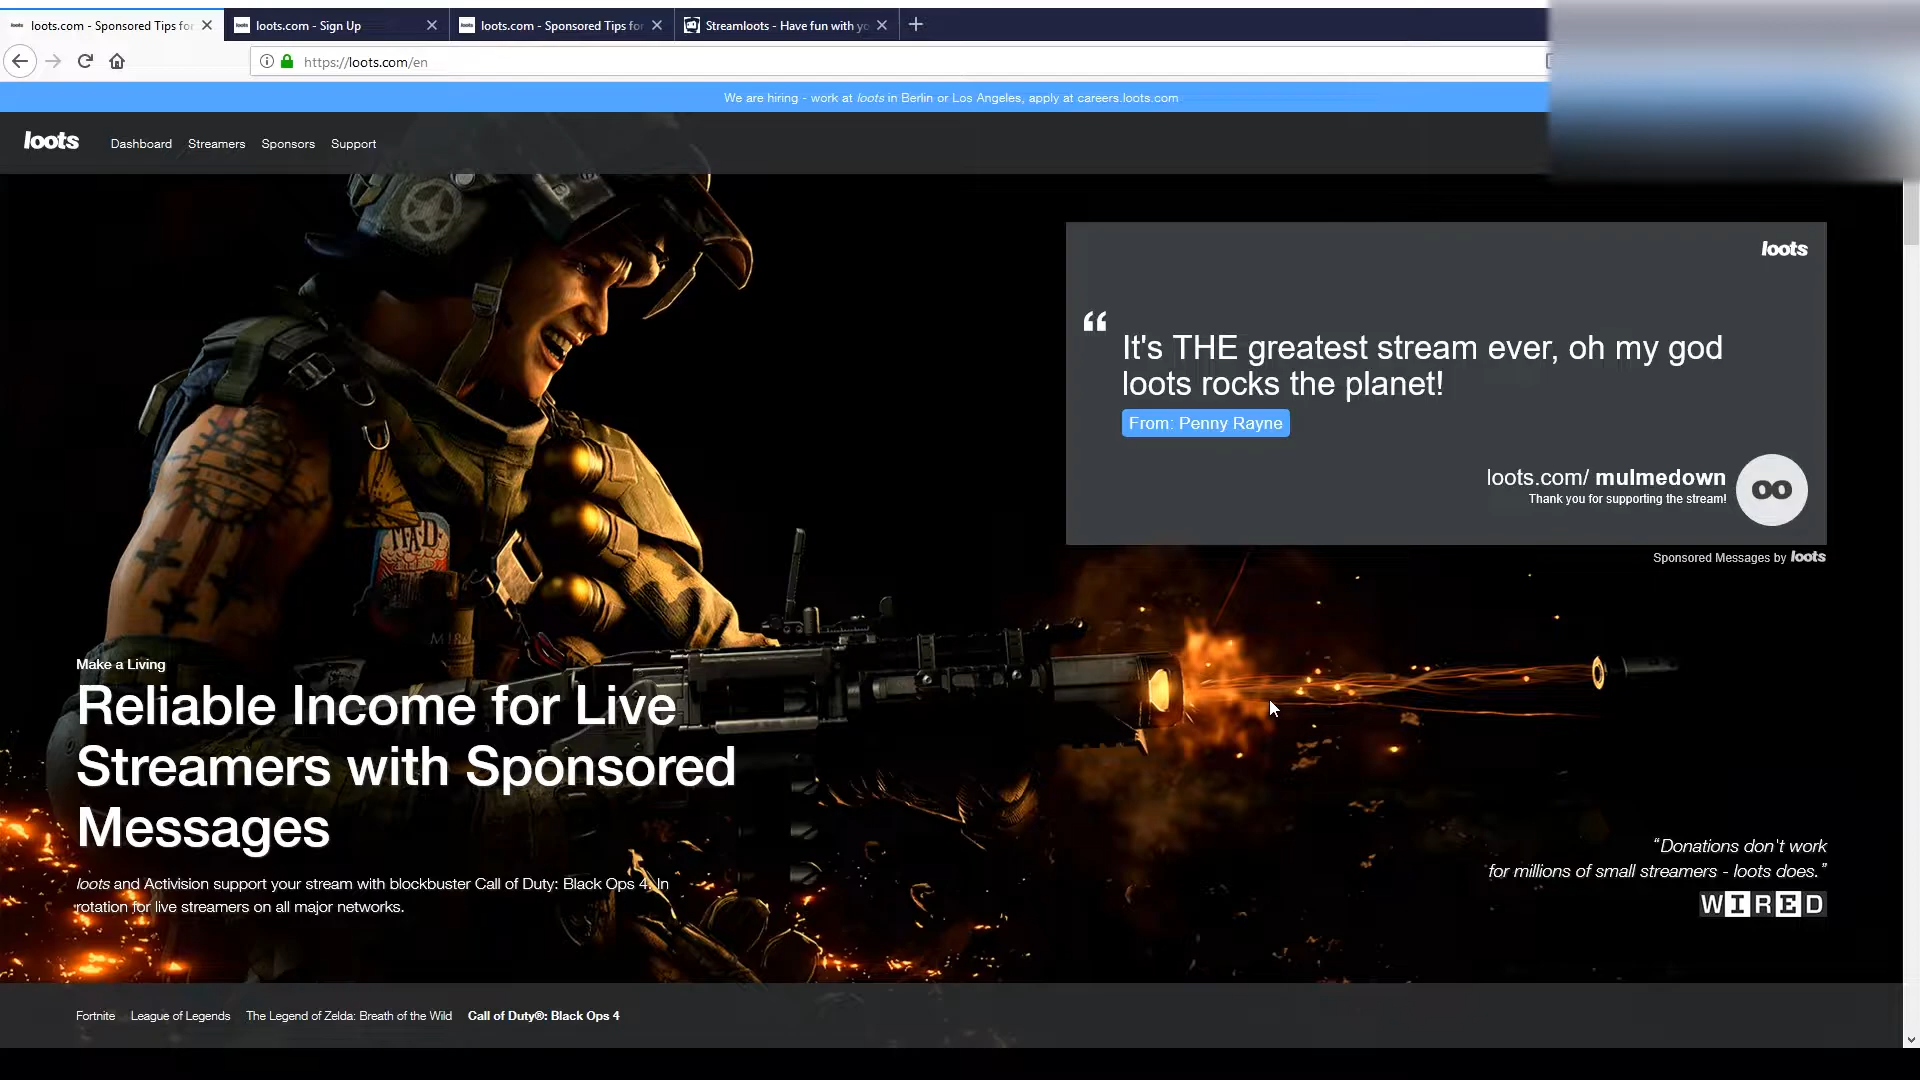 loots.com - Sponsored Tips for
loots.com - Sign Up
loots.com - Sponsored Tips for
Streamloots - Have fun with yo
https://loots.com/en
We are hiring - work at loots in Berlin or Los Angeles, apply at careers.loots.com
loots
Dashboard
Streamers
Sponsors
Support
loots
“
It's THE greatest stream ever, oh my god
loots rocks the planet!
From: Penny Rayne
loots.com/ mulmedown
Thank you for supporting the stream!
Sponsored Messages by loots
Make a Living
Reliable Income for Live
Streamers with Sponsored
Messages
loots and Activision support your stream with blockbuster Call of Duty: Black Ops 4. In
rotation for live streamers on all major networks.
“Donations don't work
for millions of small streamers - loots does.”
WIRED
Fortnite
League of Legends
The Legend of Zelda: Breath of the Wild
Call of Duty®: Black Ops 4